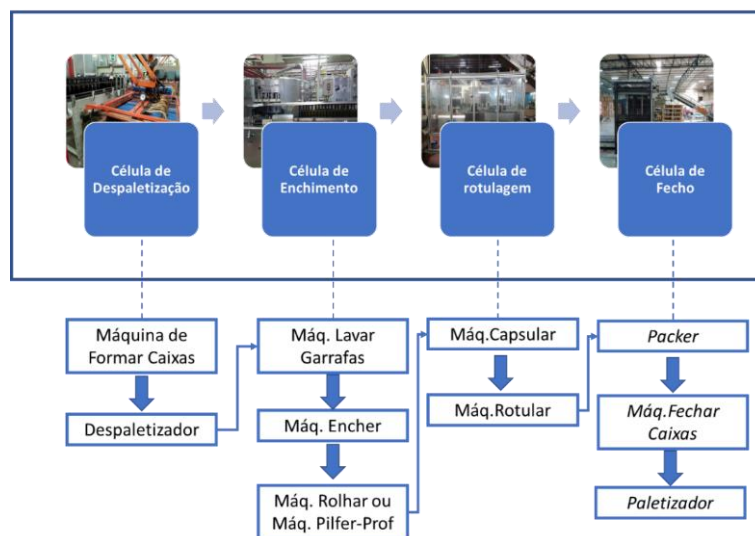 Célula de
Despaletização
Célula de
Enchimento
Célula de
rotulagem
Célula de
Fecho
Máquina de
Formar Caixas
Despaletizador
Máq. Lavar
Garrafas
Máq. Encher
Máq. Rolhar ou
Máq. Pilfer-Prof
Máq.Capsular
Máq.Rotular
Packer
Máq.Fechar
Caixas
Paletizador